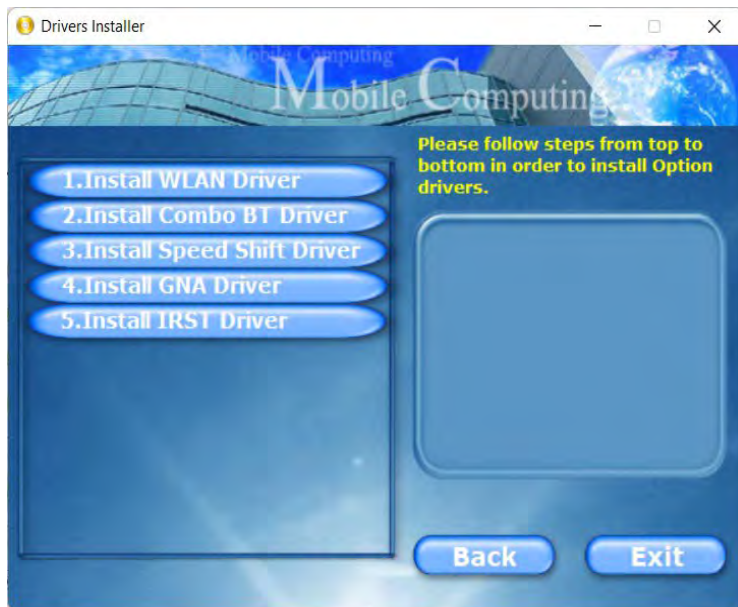 Drivers Installer
Mobile Computing
Mobile Computing
Please follow steps from top to
bottom in order to install Option
drivers.
1.Install WLAN Driver
2.Install Combo BT Driver
3.Install Speed Shift Driver
4.Install GNA Driver
5.Install IRST Driver
Back
Exit